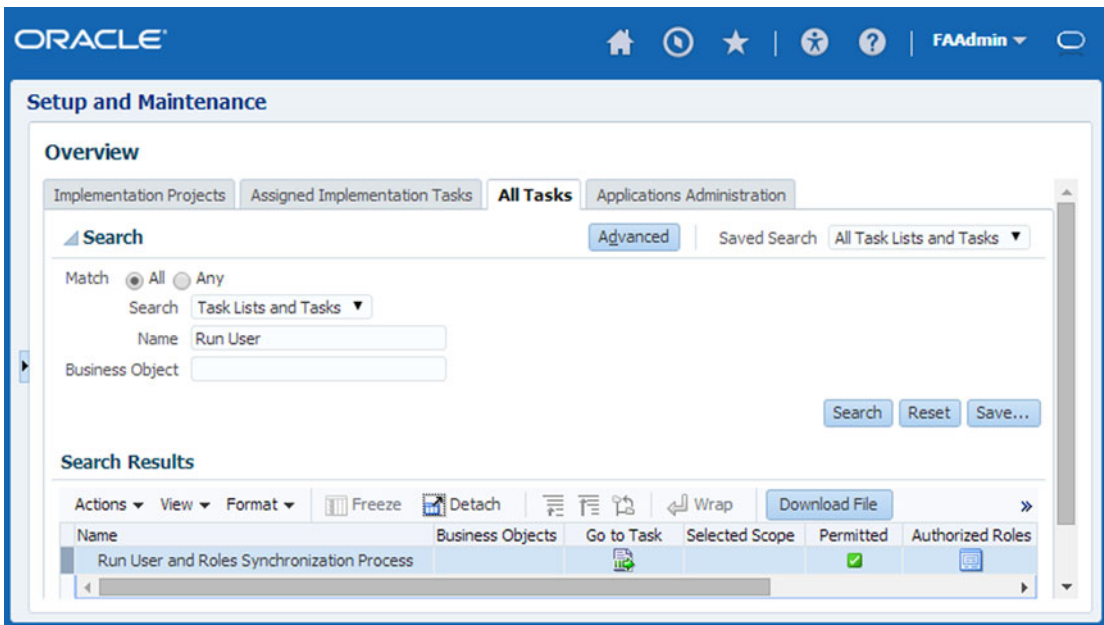 ORACLE
FAAdmin
Setup and Maintenance
Overview
Implementation Projects Assigned Implementation Tasks All Tasks Applications Administration
Search Advanced Saved Search All Task Lists and Tasks
Match All Any
Search Task Lists and Tasks
Name Run User
Business Object
Search Reset Save...
Search Results
Actions View Format Freeze Detach Wrap Download File »
Name Business Objects Go to Task Selected Scope Permitted Authorized Roles
Run User and Roles Synchronization Process